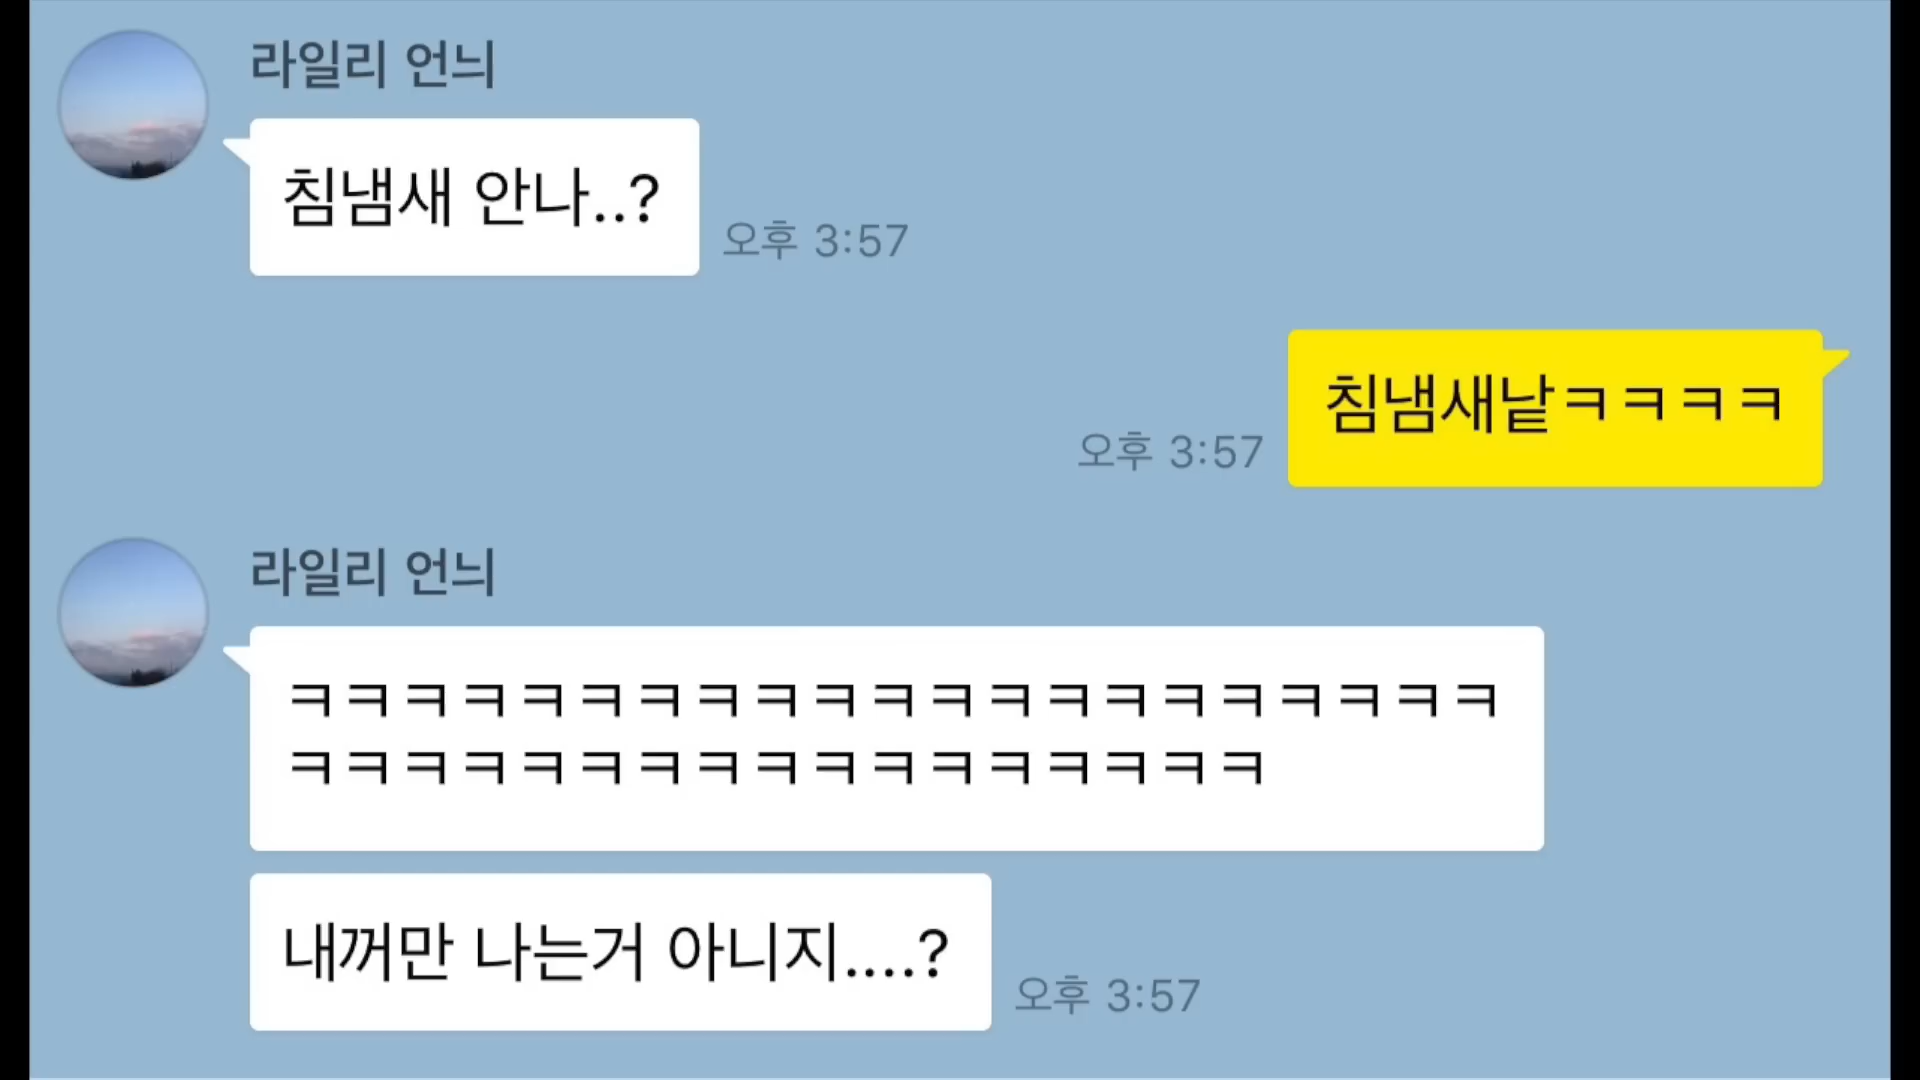 라일리 언늬
침냄새 안나..?
오후 3:57
침냄새낱ㅋㅋㅋㅋ
오후 3:57
라일리 언늬
ㅋㅋㅋㅋㅋㅋㅋㅋㅋㅋㅋㅋㅋㅋㅋㅋㅋㅋㅋㅋㅋ
ㅋㅋㅋㅋㅋㅋㅋㅋㅋㅋㅋㅋㅋㅋㅋㅋㅋ
내꺼만 나는거 아니지....?
오후 3:57